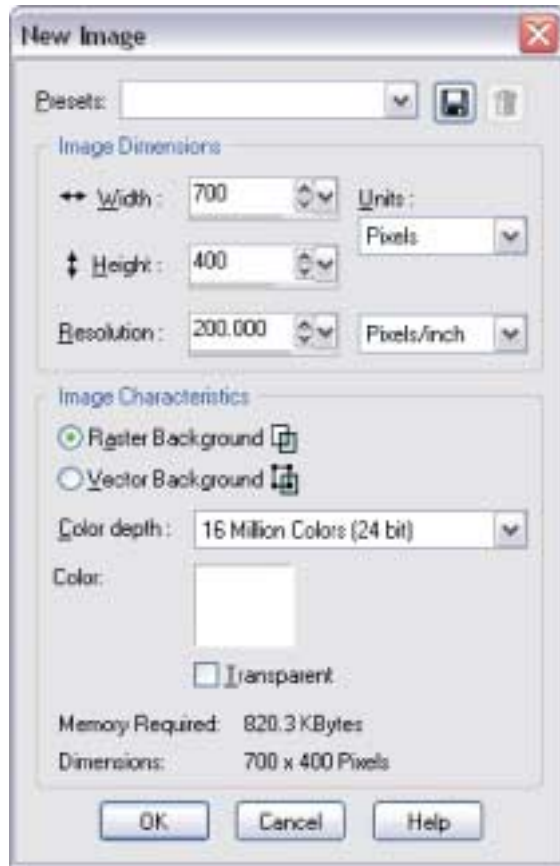 New Image
Presets:
Image Dimensions
Width : 700 Units :
Pixels
Height : 400
Resolution : 200.000 Pixels/inch
Image Characteristics
Raster Background
Vector Background
Color depth : 16 Million Colors (24 bit)
Color:
Transparent
Memory Required: 820.3 KBytes
Dimensions: 700 x 400 Pixels
OK Cancel Help